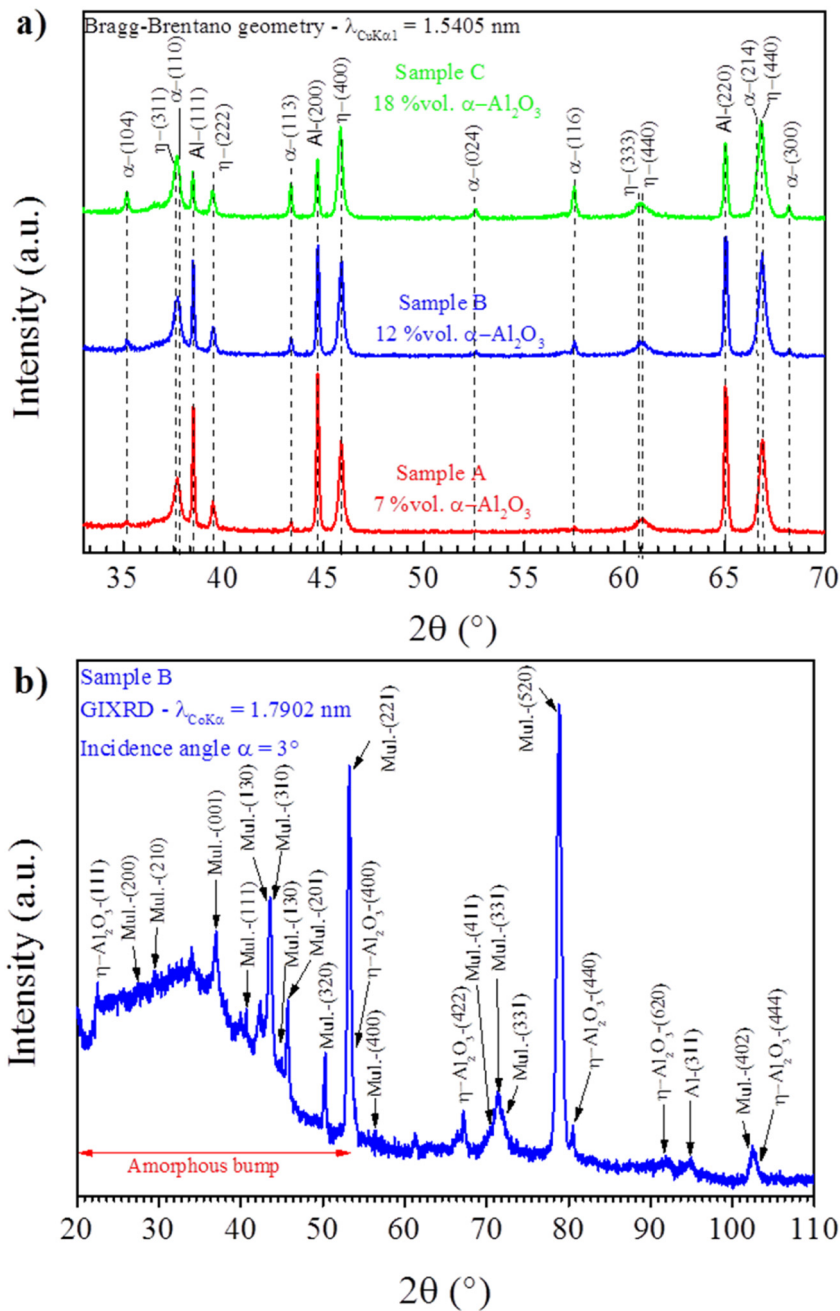 a)
Bragg-Brentano geometry - λCuKα1 = 1.5405 nm
Sample C
18 %vol. α−Al2O3
α−(104)
η−(311)
α−(110)
Al-(111)
η−(222)
α−(113)
Al-(200)
η−(400)
α−(024)
α−(116)
η−(333)
η−(440)
Al-(220)
α−(214)
η−(440)
α−(300)
Sample B
12 %vol. α−Al2O3
Sample A
7 %vol. α−Al2O3
Intensity (a.u.)
35 40 45 50 55 60 65 70
2θ (°)
b)
Sample B
GIXRD - λCoKα = 1.7902 nm
Incidence angle α = 3°
η−Al2O3-(111)
Mul.-(200)
Mul.-(210)
Mul.-(001)
Mul.-(111)
Mul.-(130)
Mul.-(310)
Mul.-(130)
Mul.-(201)
Mul.-(320)
Mul.-(221)
η−Al2O3-(400)
Mul.-(400)
η−Al2O3-(422)
Mul.-(411)
Mul.-(331)
Mul.-(331)
Mul.-(520)
η−Al2O3-(440)
η−Al2O3-(620)
Al-(311)
Mul.-(402)
η−Al2O3-(444)
Amorphous bump
Intensity (a.u.)
20 30 40 50 60 70 80 90 100 110
2θ (°)